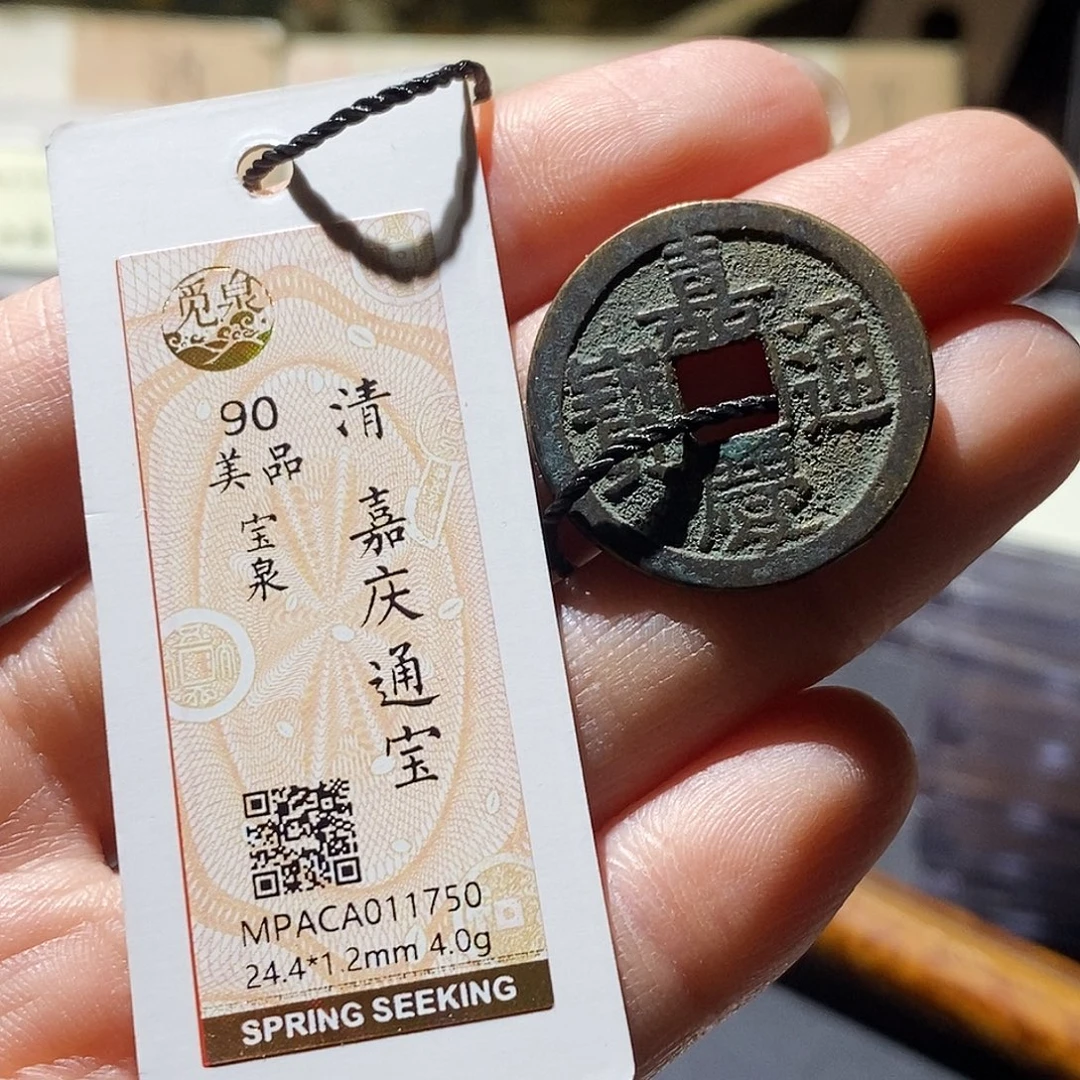 觅泉
90
美品
宝泉
清 嘉庆通宝
MPACA011750
24.4*1.2mm 4.0g
SPRING SEEKING
嘉慶通寶